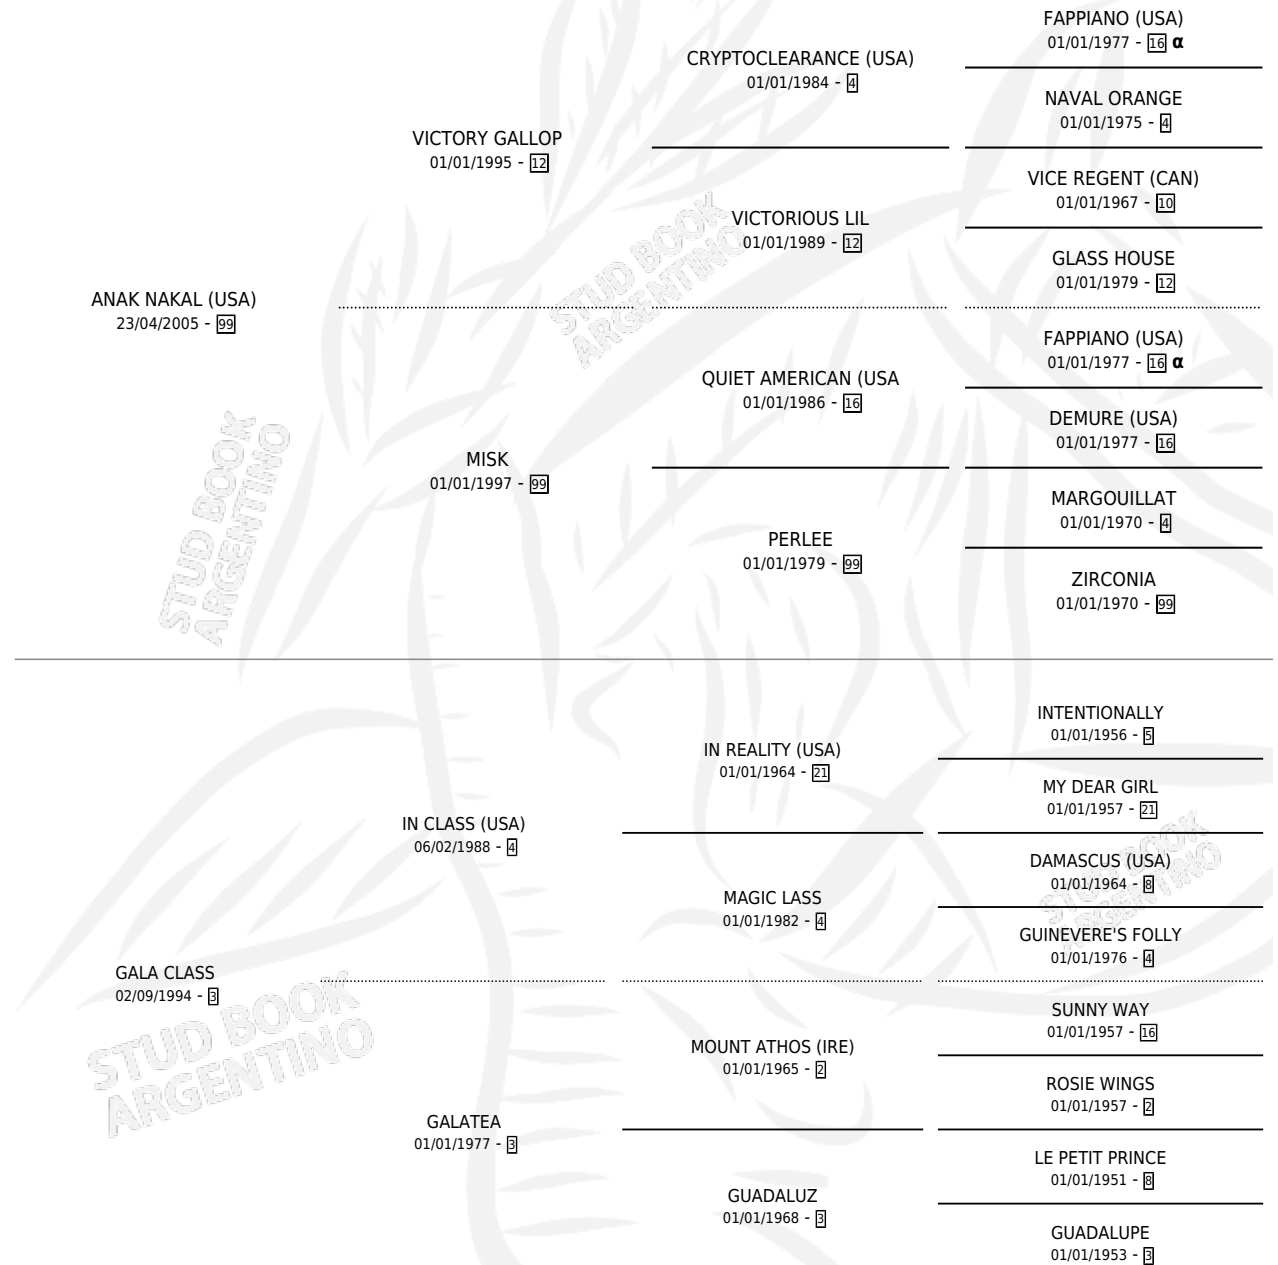 FAPPIANO (USA)
01/01/1977 - 16 α
CRYPTOCLEARANCE (USA)
01/01/1984 - 4
NAVAL ORANGE
01/01/1975 - 4
VICTORY GALLOP
01/01/1995 - 12
VICE REGENT (CAN)
01/01/1967 - 10
VICTORIOUS LIL
01/01/1989 - 12
GLASS HOUSE
01/01/1979 - 12
ANAK NAKAL (USA)
23/04/2005 - 99
FAPPIANO (USA)
01/01/1977 - 16 α
QUIET AMERICAN (USA
01/01/1986 - 16
DEMURE (USA)
01/01/1977 - 16
MISK
01/01/1997 - 99
MARGOUILLAT
01/01/1970 - 4
PERLEE
01/01/1979 - 99
ZIRCONIA
01/01/1970 - 99
INTENTIONALLY
01/01/1956 - 5
IN REALITY (USA)
01/01/1964 - 21
MY DEAR GIRL
01/01/1957 - 21
IN CLASS (USA)
06/02/1988 - 4
DAMASCUS (USA)
01/01/1964 - 8
MAGIC LASS
01/01/1982 - 4
GUINEVERE'S FOLLY
01/01/1976 - 4
GALA CLASS
02/09/1994 - 3
SUNNY WAY
01/01/1957 - 16
MOUNT ATHOS (IRE)
01/01/1965 - 2
ROSIE WINGS
01/01/1957 - 2
GALATEA
01/01/1977 - 3
LE PETIT PRINCE
01/01/1951 - 8
GUADALUZ
01/01/1968 - 3
GUADALUPE
01/01/1953 - 3
STUD BOOK
ARGENTINO
STUD BOOK
ARGENTINO
STUD BOOK
ARGENTINO
STUD BOOK
ARGENTINO